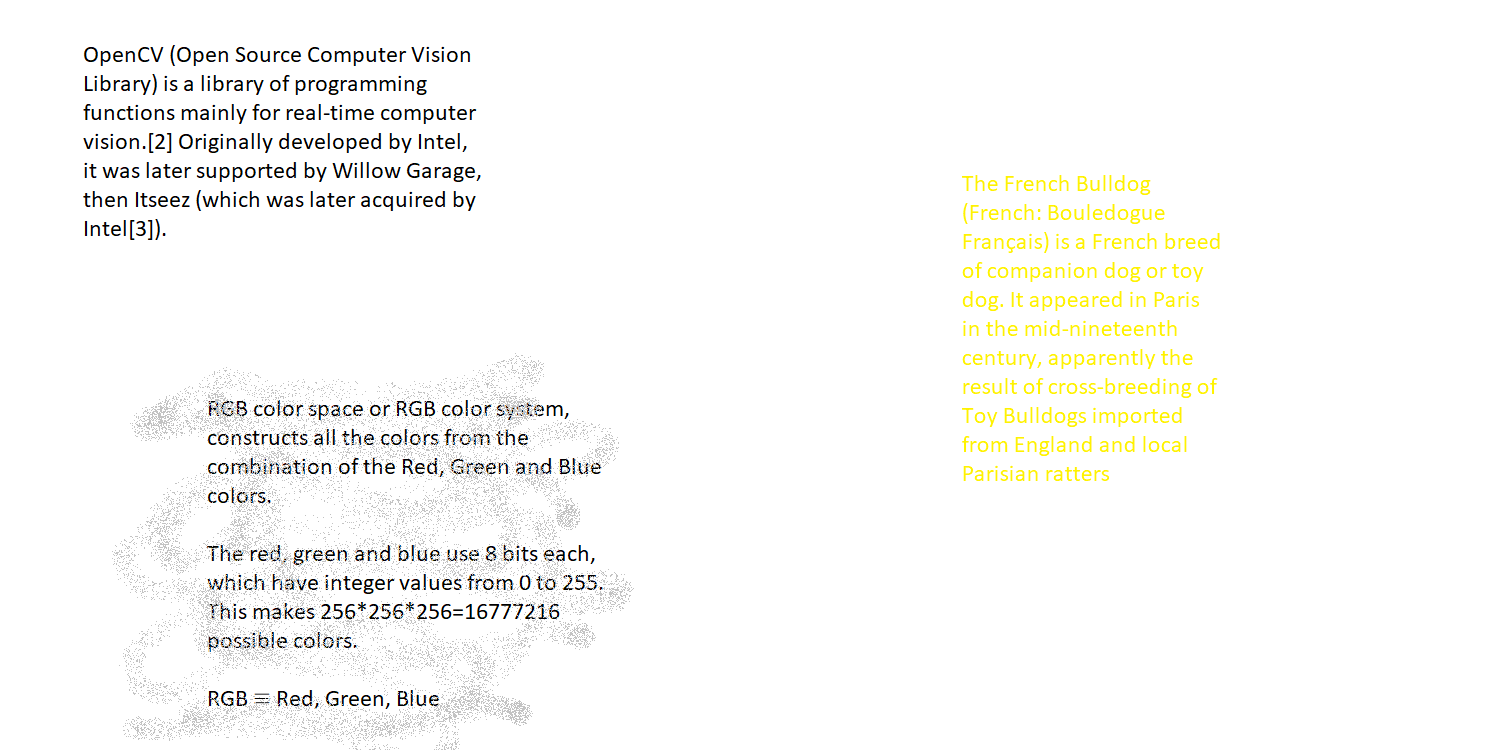 OpenCV (Open Source Computer Vision
Library) is a library of programming
functions mainly for real-time computer
vision.[2] Originally developed by Intel,
it was later supported by Willow Garage,
then Itseez (which was later acquired by
Intel[3]).
RGB color space or RGB color system,
constructs all the colors from the
combination of the Red, Green and Blue
colors.
The red, green and blue use 8 bits each,
which have integer values from 0 to 255.
This makes 256*256*256=16777216
possible colors.
RGB ≡ Red, Green, Blue
The French Bulldog
(French: Bouledogue
Français) is a French breed
of companion dog or toy
dog. It appeared in Paris
in the mid-nineteenth
century, apparently the
result of cross-breeding of
Toy Bulldogs imported
from England and local
Parisian ratters